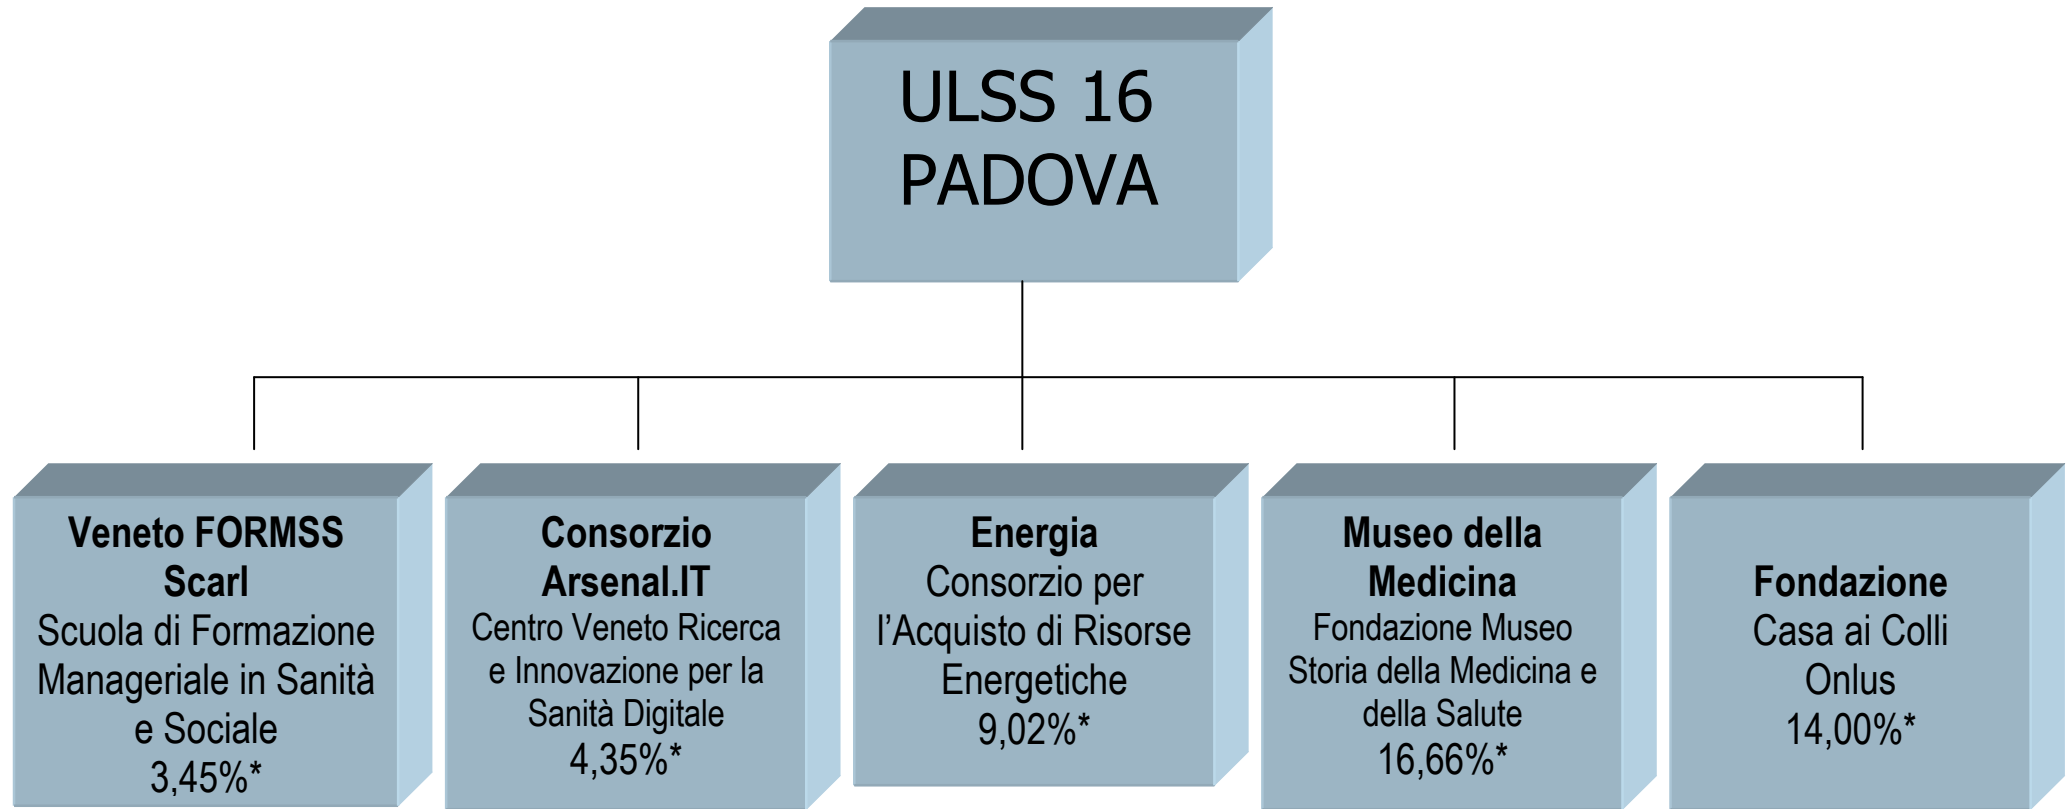 ULSS 16
PADOVA
Veneto FORMSS
Scarl
Scuola di Formazione
Manageriale in Sanità
e Sociale
3,45%*
Consorzio
Arsenal.IT
Centro Veneto Ricerca
e Innovazione per la
Sanità Digitale
4,35%*
Energia
Consorzio per
l’Acquisto di Risorse
Energetiche
9,02%*
Museo della
Medicina
Fondazione Museo
Storia della Medicina e
della Salute
16,66%*
Fondazione
Casa ai Colli
Onlus
14,00%*